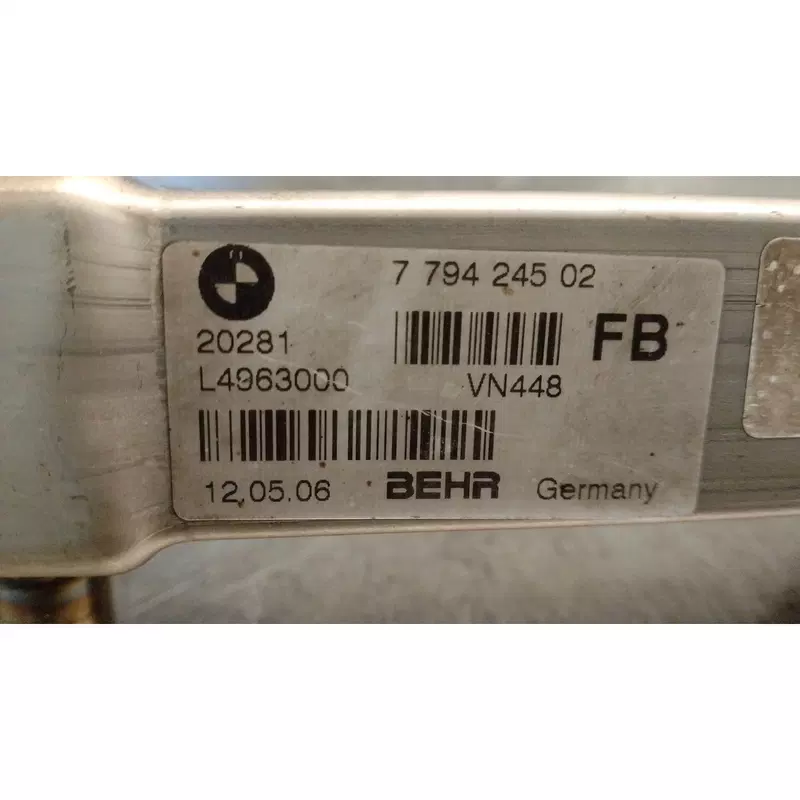 7 794 245 02
20281
FB
L4963000 VN448
12.05.06 BEHR Germany